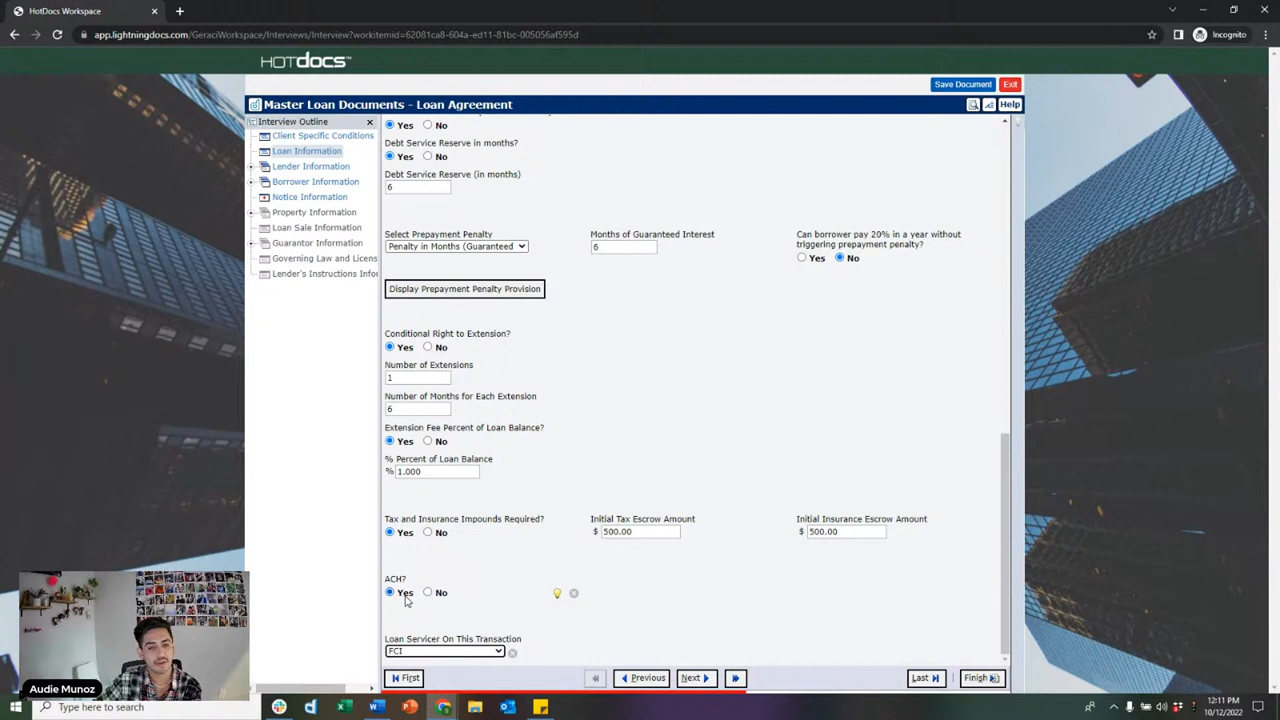 HotDocs Workspace
app.lightningdocs.com/GeraciWorkspace/Interviews/Interview?workitemid=62081ca8-604a-ed11-81bc-005056af595d
Incognito
HOTDOCS™
Save Document
Exit
Master Loan Documents - Loan Agreement
Help
Interview Outline
Client Specific Conditions
Loan Information
Lender Information
Borrower Information
Notice Information
Property Information
Loan Sale Information
Guarantor Information
Governing Law and Licens
Lender's Instructions Infor
Yes No
Debt Service Reserve in months?
Yes No
Debt Service Reserve (in months)
6
Select Prepayment Penalty
Penalty in Months (Guaranteed
Months of Guaranteed Interest
6
Can borrower pay 20% in a year without
triggering prepayment penalty?
Yes No
Display Prepayment Penalty Provision
Conditional Right to Extension?
Yes No
Number of Extensions
1
Number of Months for Each Extension
6
Extension Fee Percent of Loan Balance?
Yes No
% Percent of Loan Balance
% 1.000
Tax and Insurance Impounds Required?
Yes No
Initial Tax Escrow Amount
$ 500.00
Initial Insurance Escrow Amount
$ 500.00
ACH?
Yes No
Loan Servicer On This Transaction
FCI
First
Previous
Next
Last
Finish
Audie Munoz
Type here to search
12:11 PM
10/12/2022